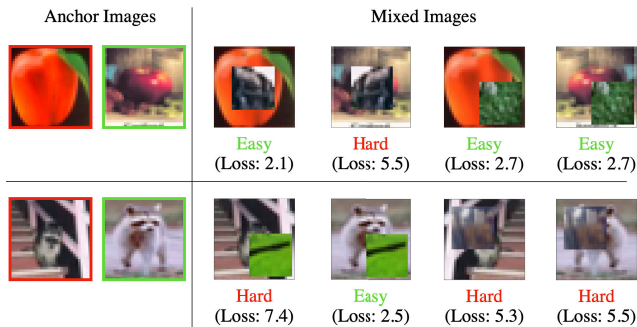 Anchor Images
Mixed Images
Easy
(Loss: 2.1)
Hard
(Loss: 5.5)
Easy
(Loss: 2.7)
Easy
(Loss: 2.7)
Hard
(Loss: 7.4)
Easy
(Loss: 2.5)
Hard
(Loss: 5.3)
Hard
(Loss: 5.5)